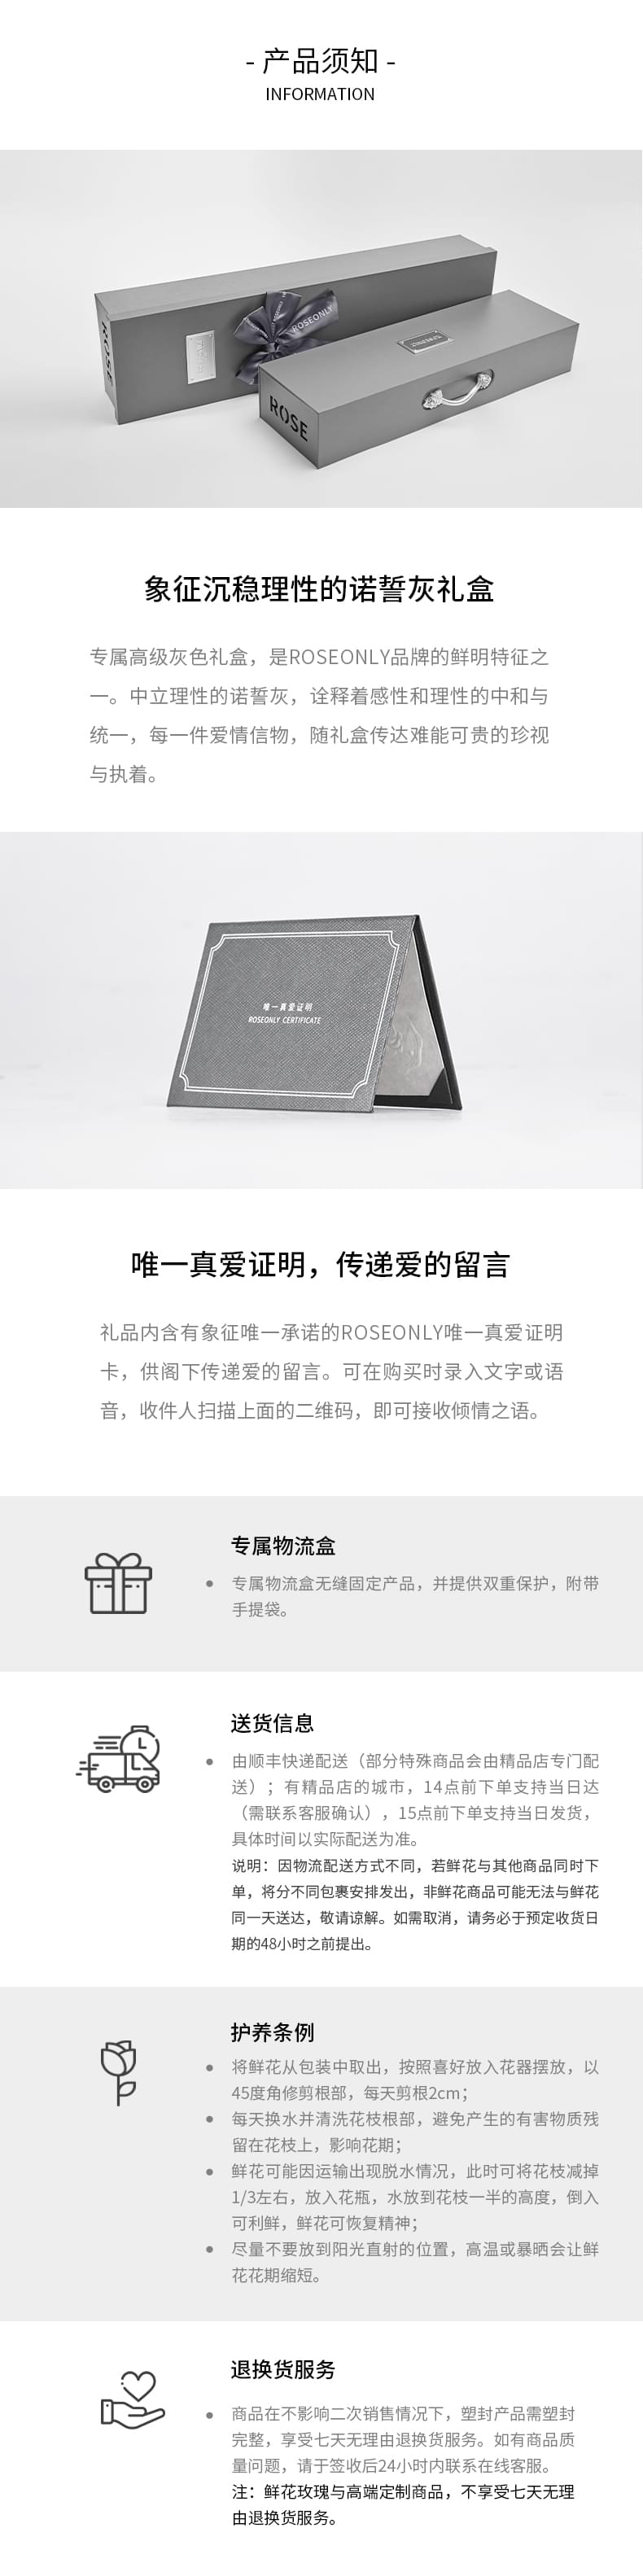 - 产品须知 -
INFORMATION
ROSE
ROSEONLY
ROSE
象征沉稳理性的诺誓灰礼盒
专属高级灰色礼盒，是ROSEONLY品牌的鲜明特征之
一。中立理性的诺誓灰，诠释着感性和理性的中和与
统一，每一件爱情信物，随礼盒传达难能可贵的珍视
与执着。
唯一真爱证明
ROSEONLY CERTIFICATE
唯一真爱证明，传递爱的留言
礼品内含有象征唯一承诺的ROSEONLY唯一真爱证明
卡，供阁下传递爱的留言。可在购买时录入文字或语
音，收件人扫描上面的二维码，即可接收倾情之语。
专属物流盒
专属物流盒无缝固定产品，并提供双重保护，附带
手提袋。
送货信息
由顺丰快递配送（部分特殊商品会由精品店专门配
送）；有精品店的城市，14点前下单支持当日达
（需联系客服确认），15点前下单支持当日发货，
具体时间以实际配送为准。
说明：因物流配送方式不同，若鲜花与其他商品同时下
单，将分不同包裹安排发出，非鲜花商品可能无法与鲜花
同一天送达，敬请谅解。如需取消，请务必于预定收货日
期的48小时之前提出。
护养条例
将鲜花从包装中取出，按照喜好放入花器摆放，以
45度角修剪根部，每天剪根2cm；
每天换水并清洗花枝根部，避免产生的有害物质残
留在花枝上，影响花期；
鲜花可能因运输出现脱水情况，此时可将花枝减掉
1/3左右，放入花瓶，水放到花枝一半的高度，倒入
可利鲜，鲜花可恢复精神；
尽量不要放到阳光直射的位置，高温或暴晒会让鲜
花花期缩短。
退换货服务
商品在不影响二次销售情况下，塑封产品需塑封
完整，享受七天无理由退换货服务。如有商品质
量问题，请于签收后24小时内联系在线客服。
注：鲜花玫瑰与高端定制商品，不享受七天无理
由退换货服务。